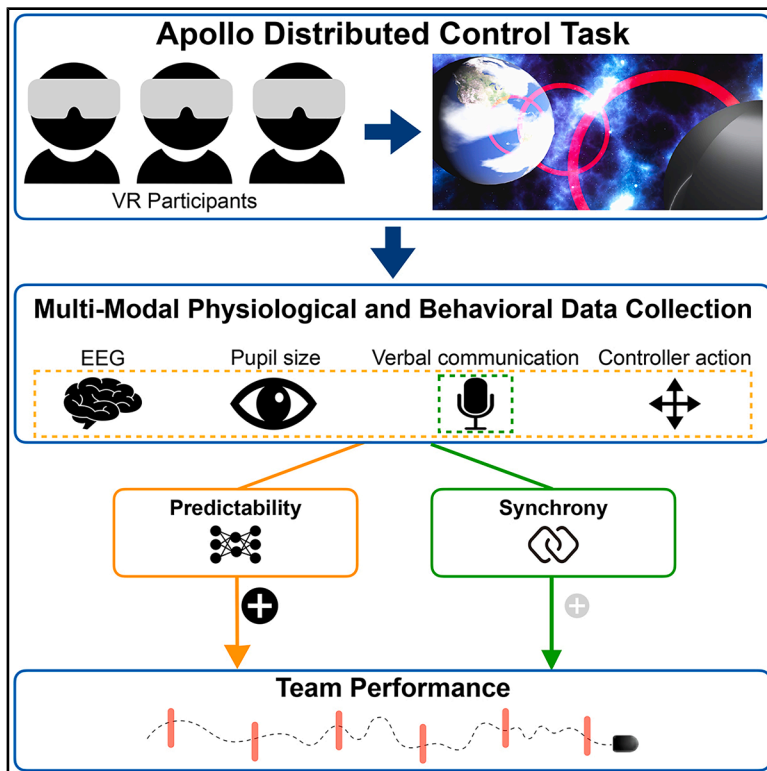 Apollo Distributed Control Task
VR Participants
Multi-Modal Physiological and Behavioral Data Collection
EEG Pupil size Verbal communication Controller action
Predictability Synchrony
Team Performance